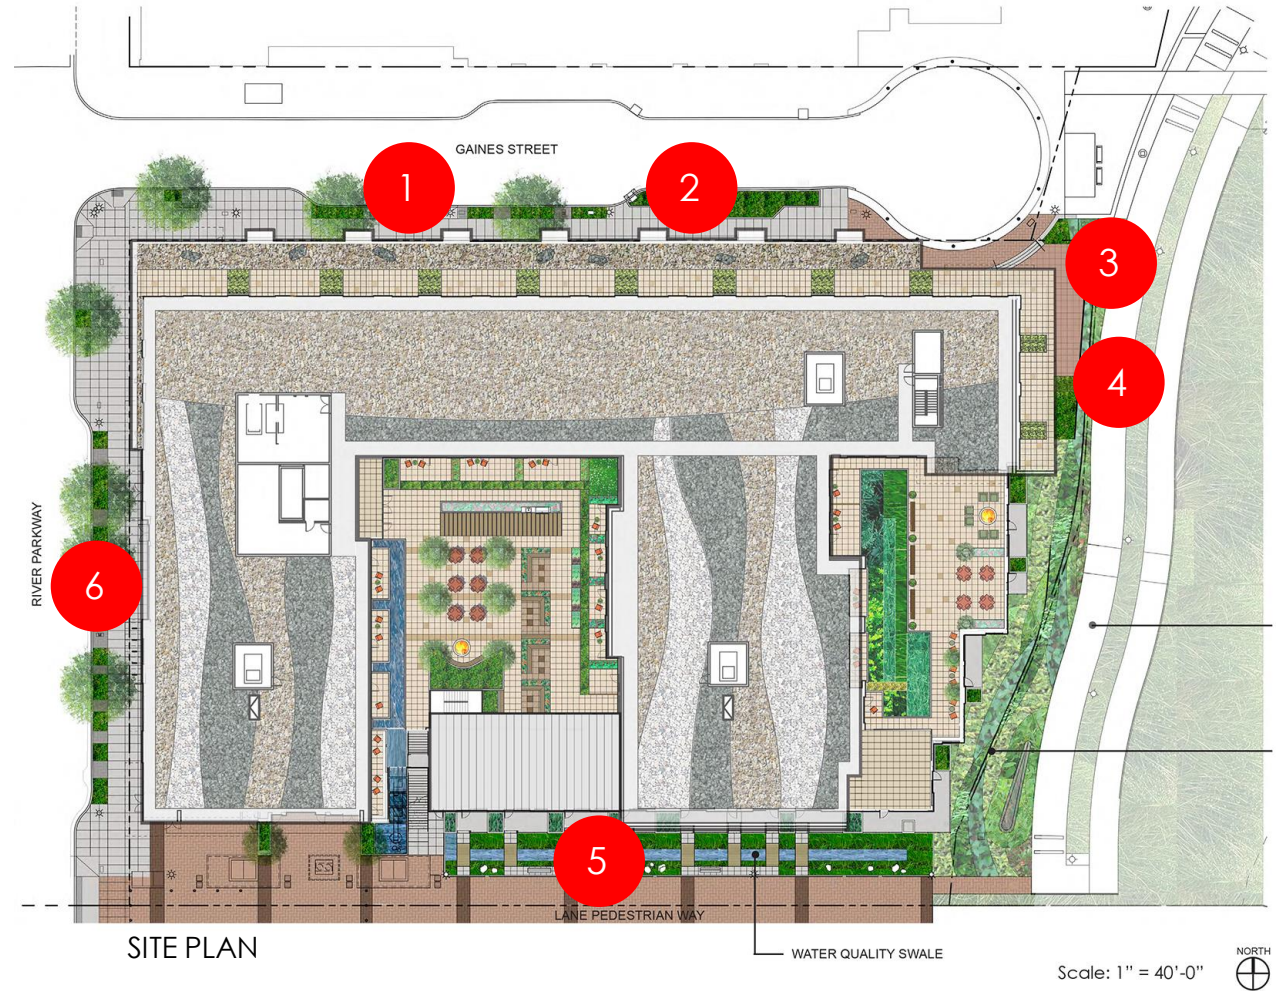 GAINES STREET
1
2
3
4
RIVER PARKWAY
6
5
LANE PEDESTRIAN WAY
SITE PLAN
WATER QUALITY SWALE
NORTH
Scale: 1" = 40'-0"